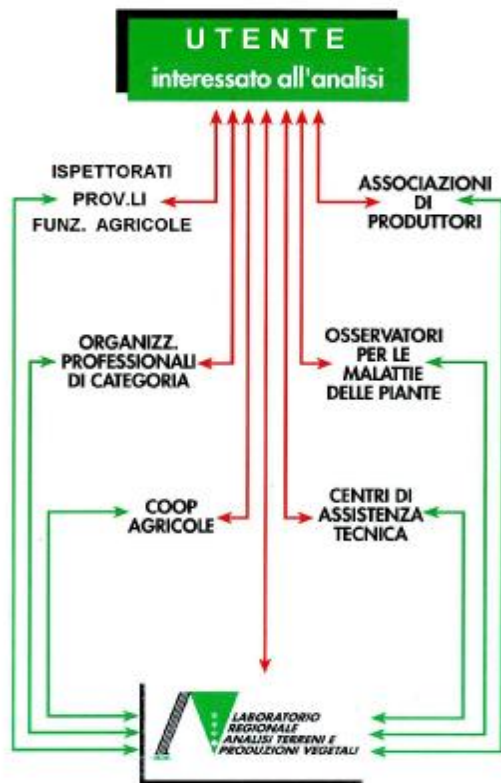 UTENTE
interessato all'analisi
ISPETTORATI
PROV.LI
FUNZ. AGRICOLE
ASSOCIAZIONI
DI
PRODUTTORI
ORGANIZZ.
PROFESSIONALI
DI CATEGORIA
OSSERVATORI
PER LE
MALATTIE
DELLE PIANTE
COOP
AGRICOLE
CENTRI DI
ASSISTENZA
TECNICA
LABORATORIO
REGIONALE
ANALISI TERRENI E
PRODUZIONI VEGETALI